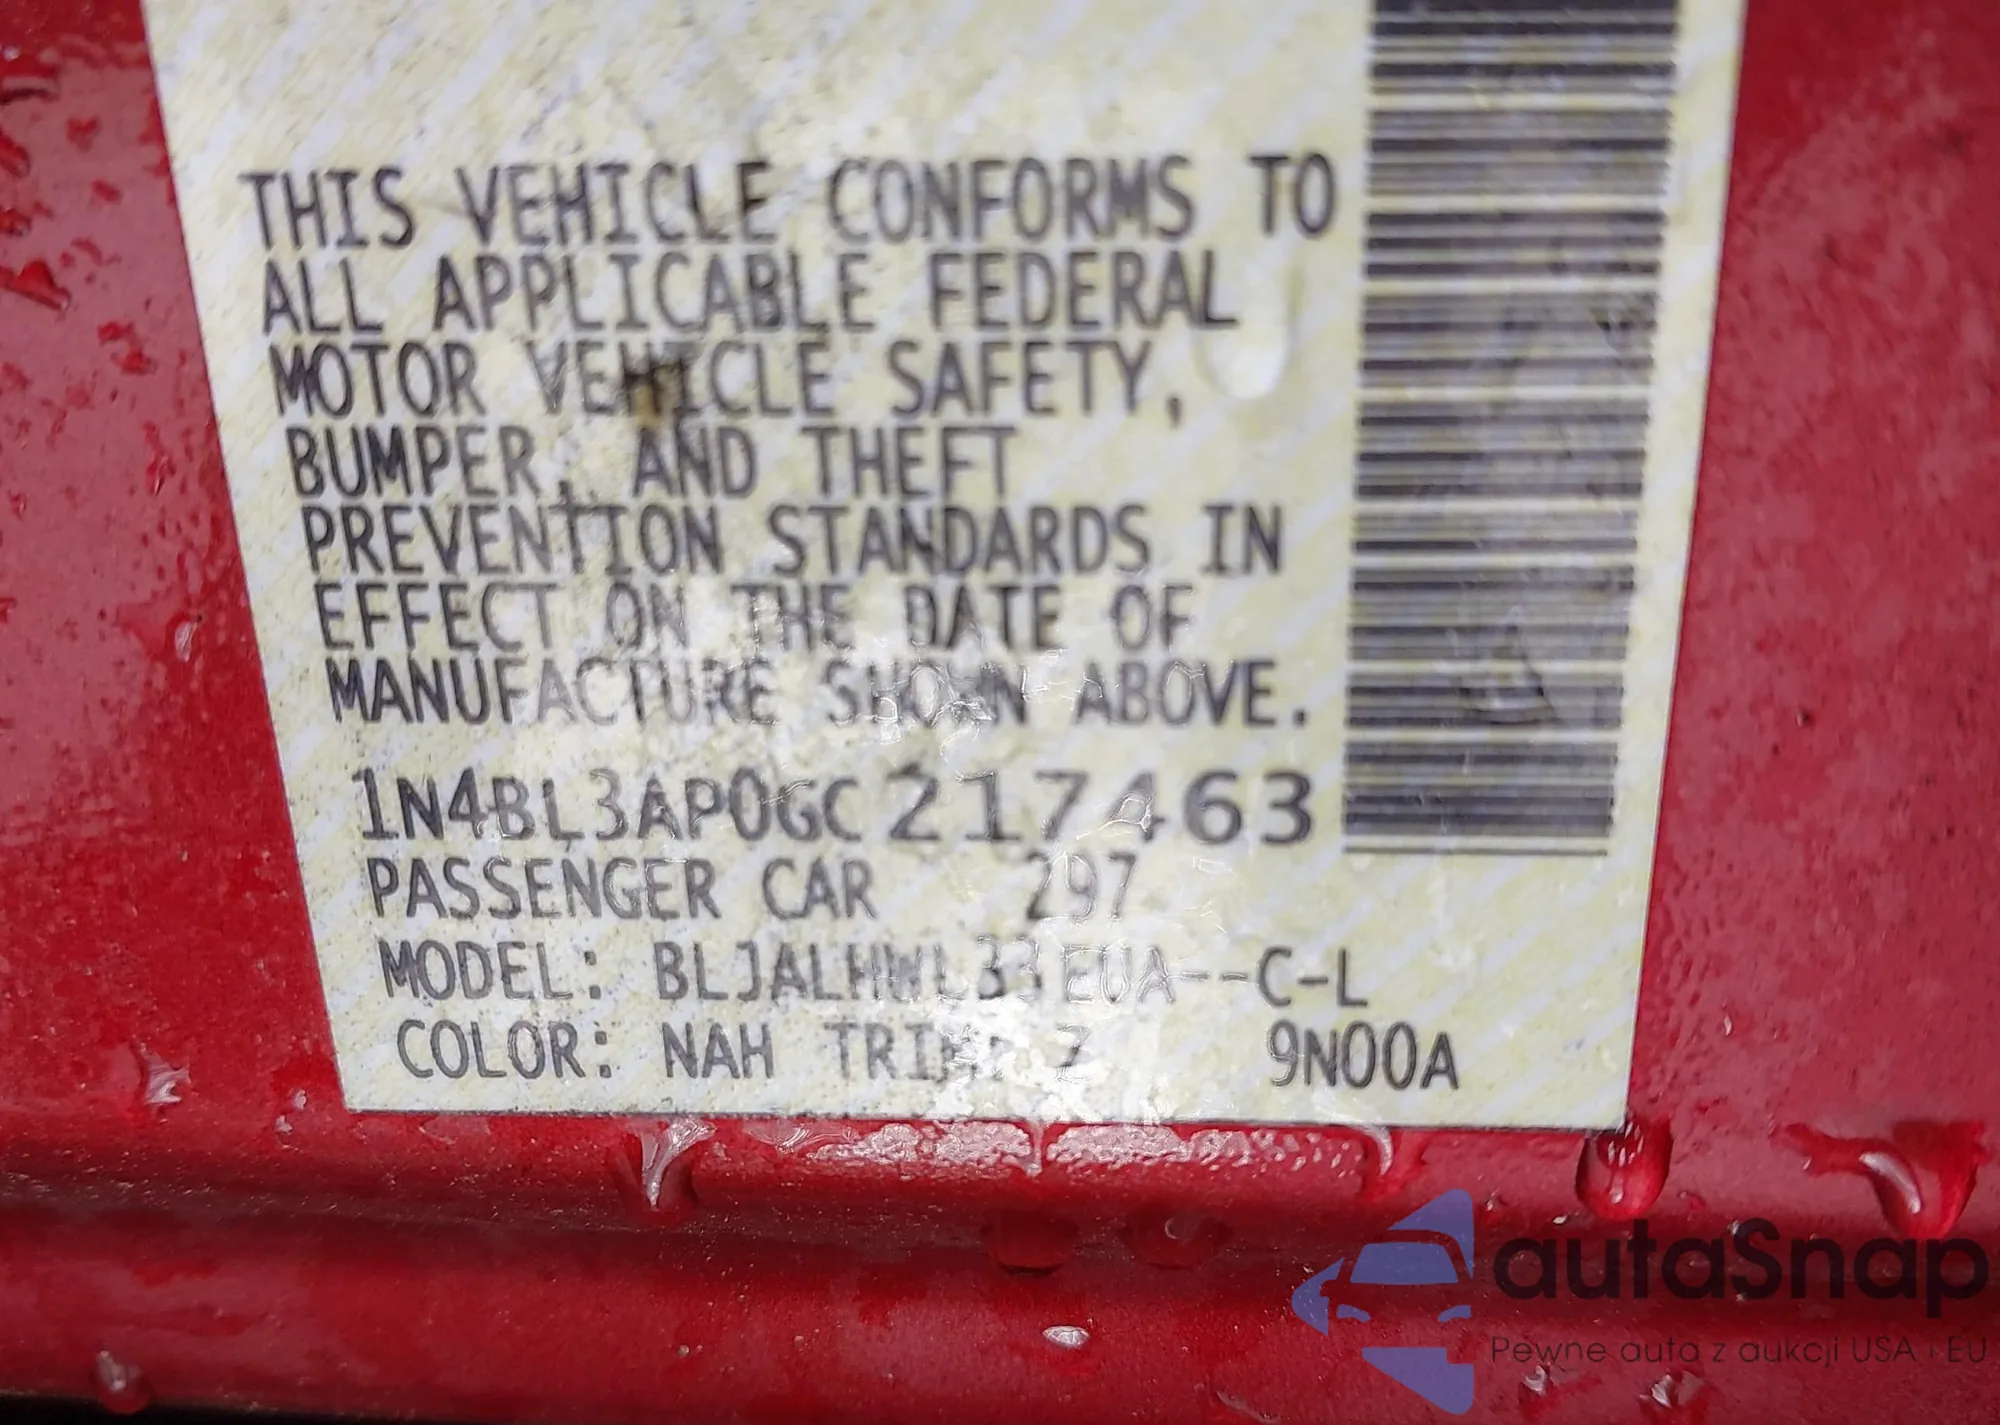 THIS VEHICLE CONFORMS TO
ALL APPLICABLE FEDERAL
MOTOR VEHICLE SAFETY,
BUMPER, AND THEFT
PREVENTION STANDARDS IN
EFFECT ON THE DATE OF
MANUFACTURE SHOWN ABOVE.
1N4BL3AP0GC217463
PASSENGER CAR 297
MODEL: BLJALHWL33EUA--C-L
COLOR: NAH TRIM: Z 9N00A
autaSnap
Pewne auta z aukcji USA i EU